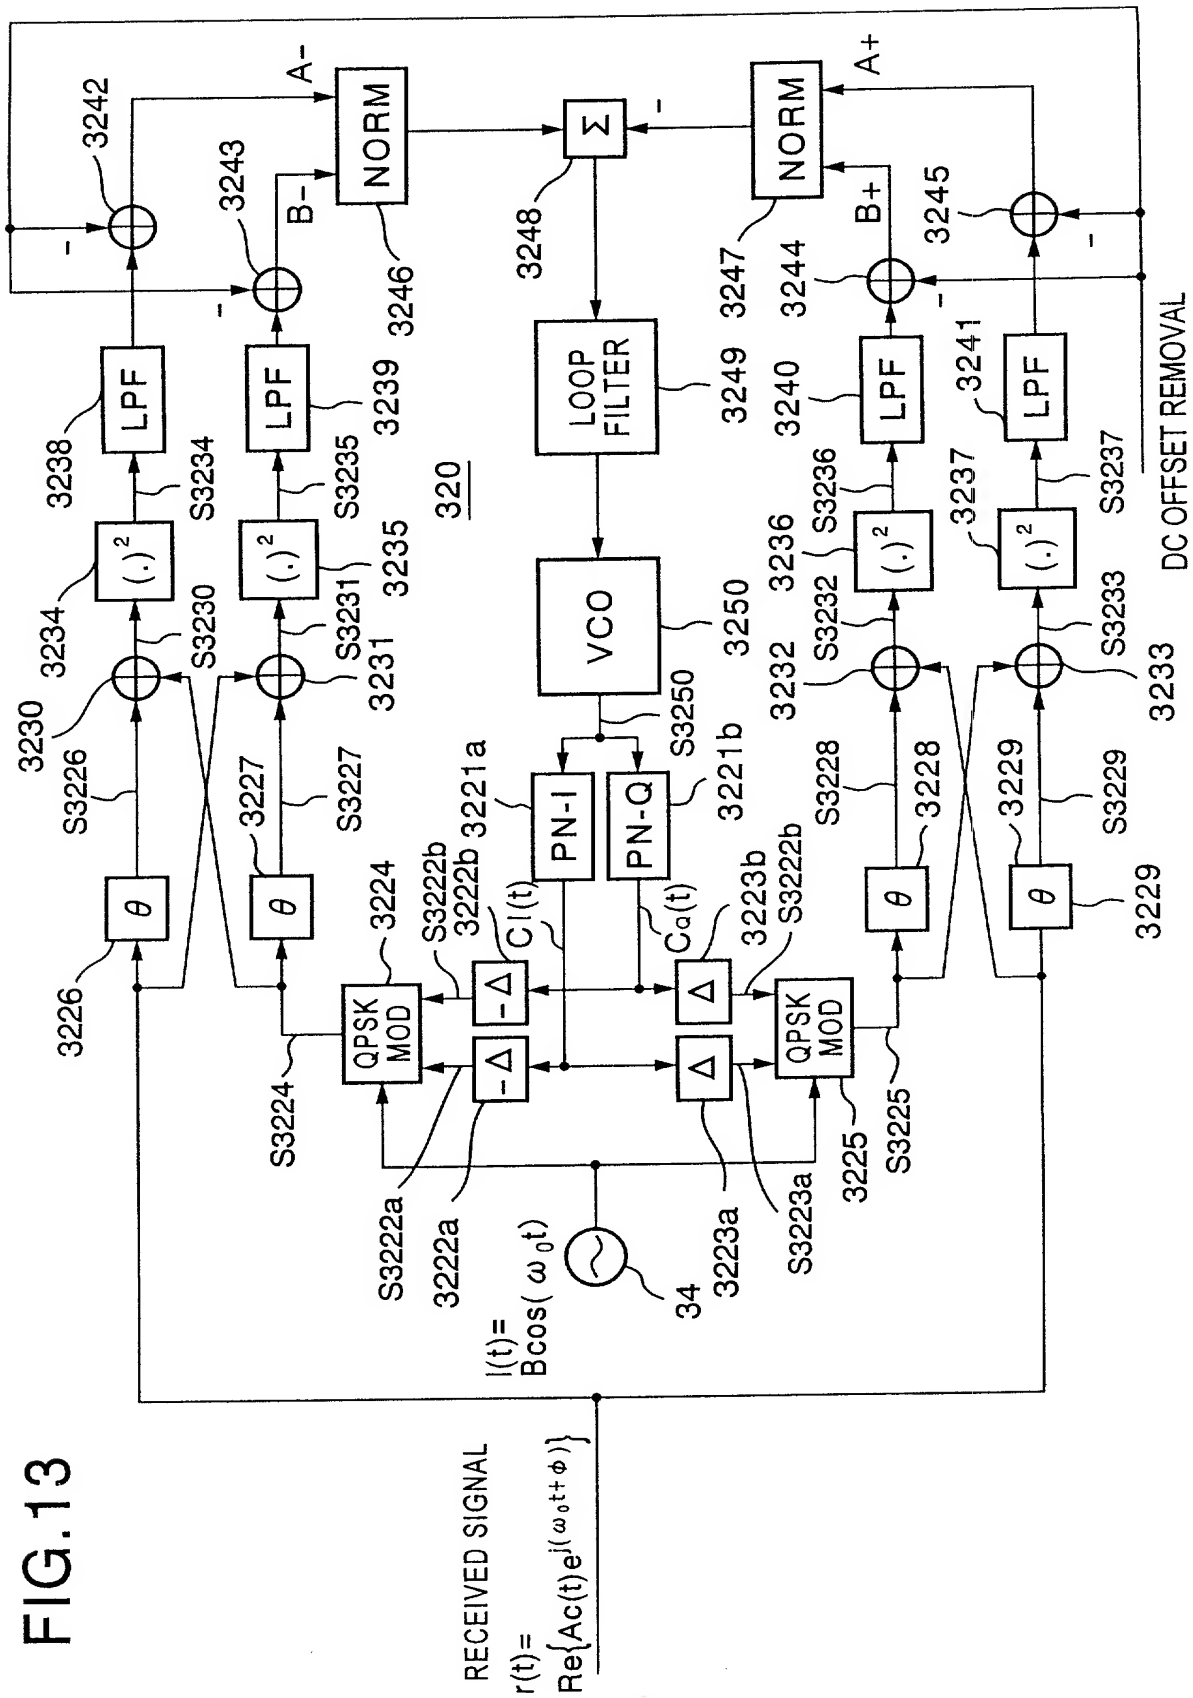 FIG.13
RECEIVED SIGNAL
r(t)=
Re{Ac(t)e^j(ω₀t+Φ)}
l(t)=
Bcos(ω₀t)
34
3226
θ
S3226
3230
S3230
3234
(.)²
S3234
3238
LPF
3242
−
A−
θ
3227
S3227
3231
S3231
(.)²
3235
S3235
LPF
3239
3243
−
B−
NORM
3246
320
S3224
QPSK
MOD
3224
S3222a
3222a
−Δ
S3222b
3222b
−Δ
CI(t)
3221a
PN-I
PN-Q
3221b
CQ(t)
S3250
VCO
3250
LOOP
FILTER
3249
Σ
3248
−
3223a
Δ
S3223a
3223b
Δ
S3222b
QPSK
MOD
3225
S3225
θ
3228
S3228
3232
S3232
3236
(.)²
S3236
3240
LPF
3244
−
B+
NORM
3247
θ
3229
3229
S3229
3233
S3233
(.)²
3237
S3237
LPF
3241
3245
−
A+
DC OFFSET REMOVAL